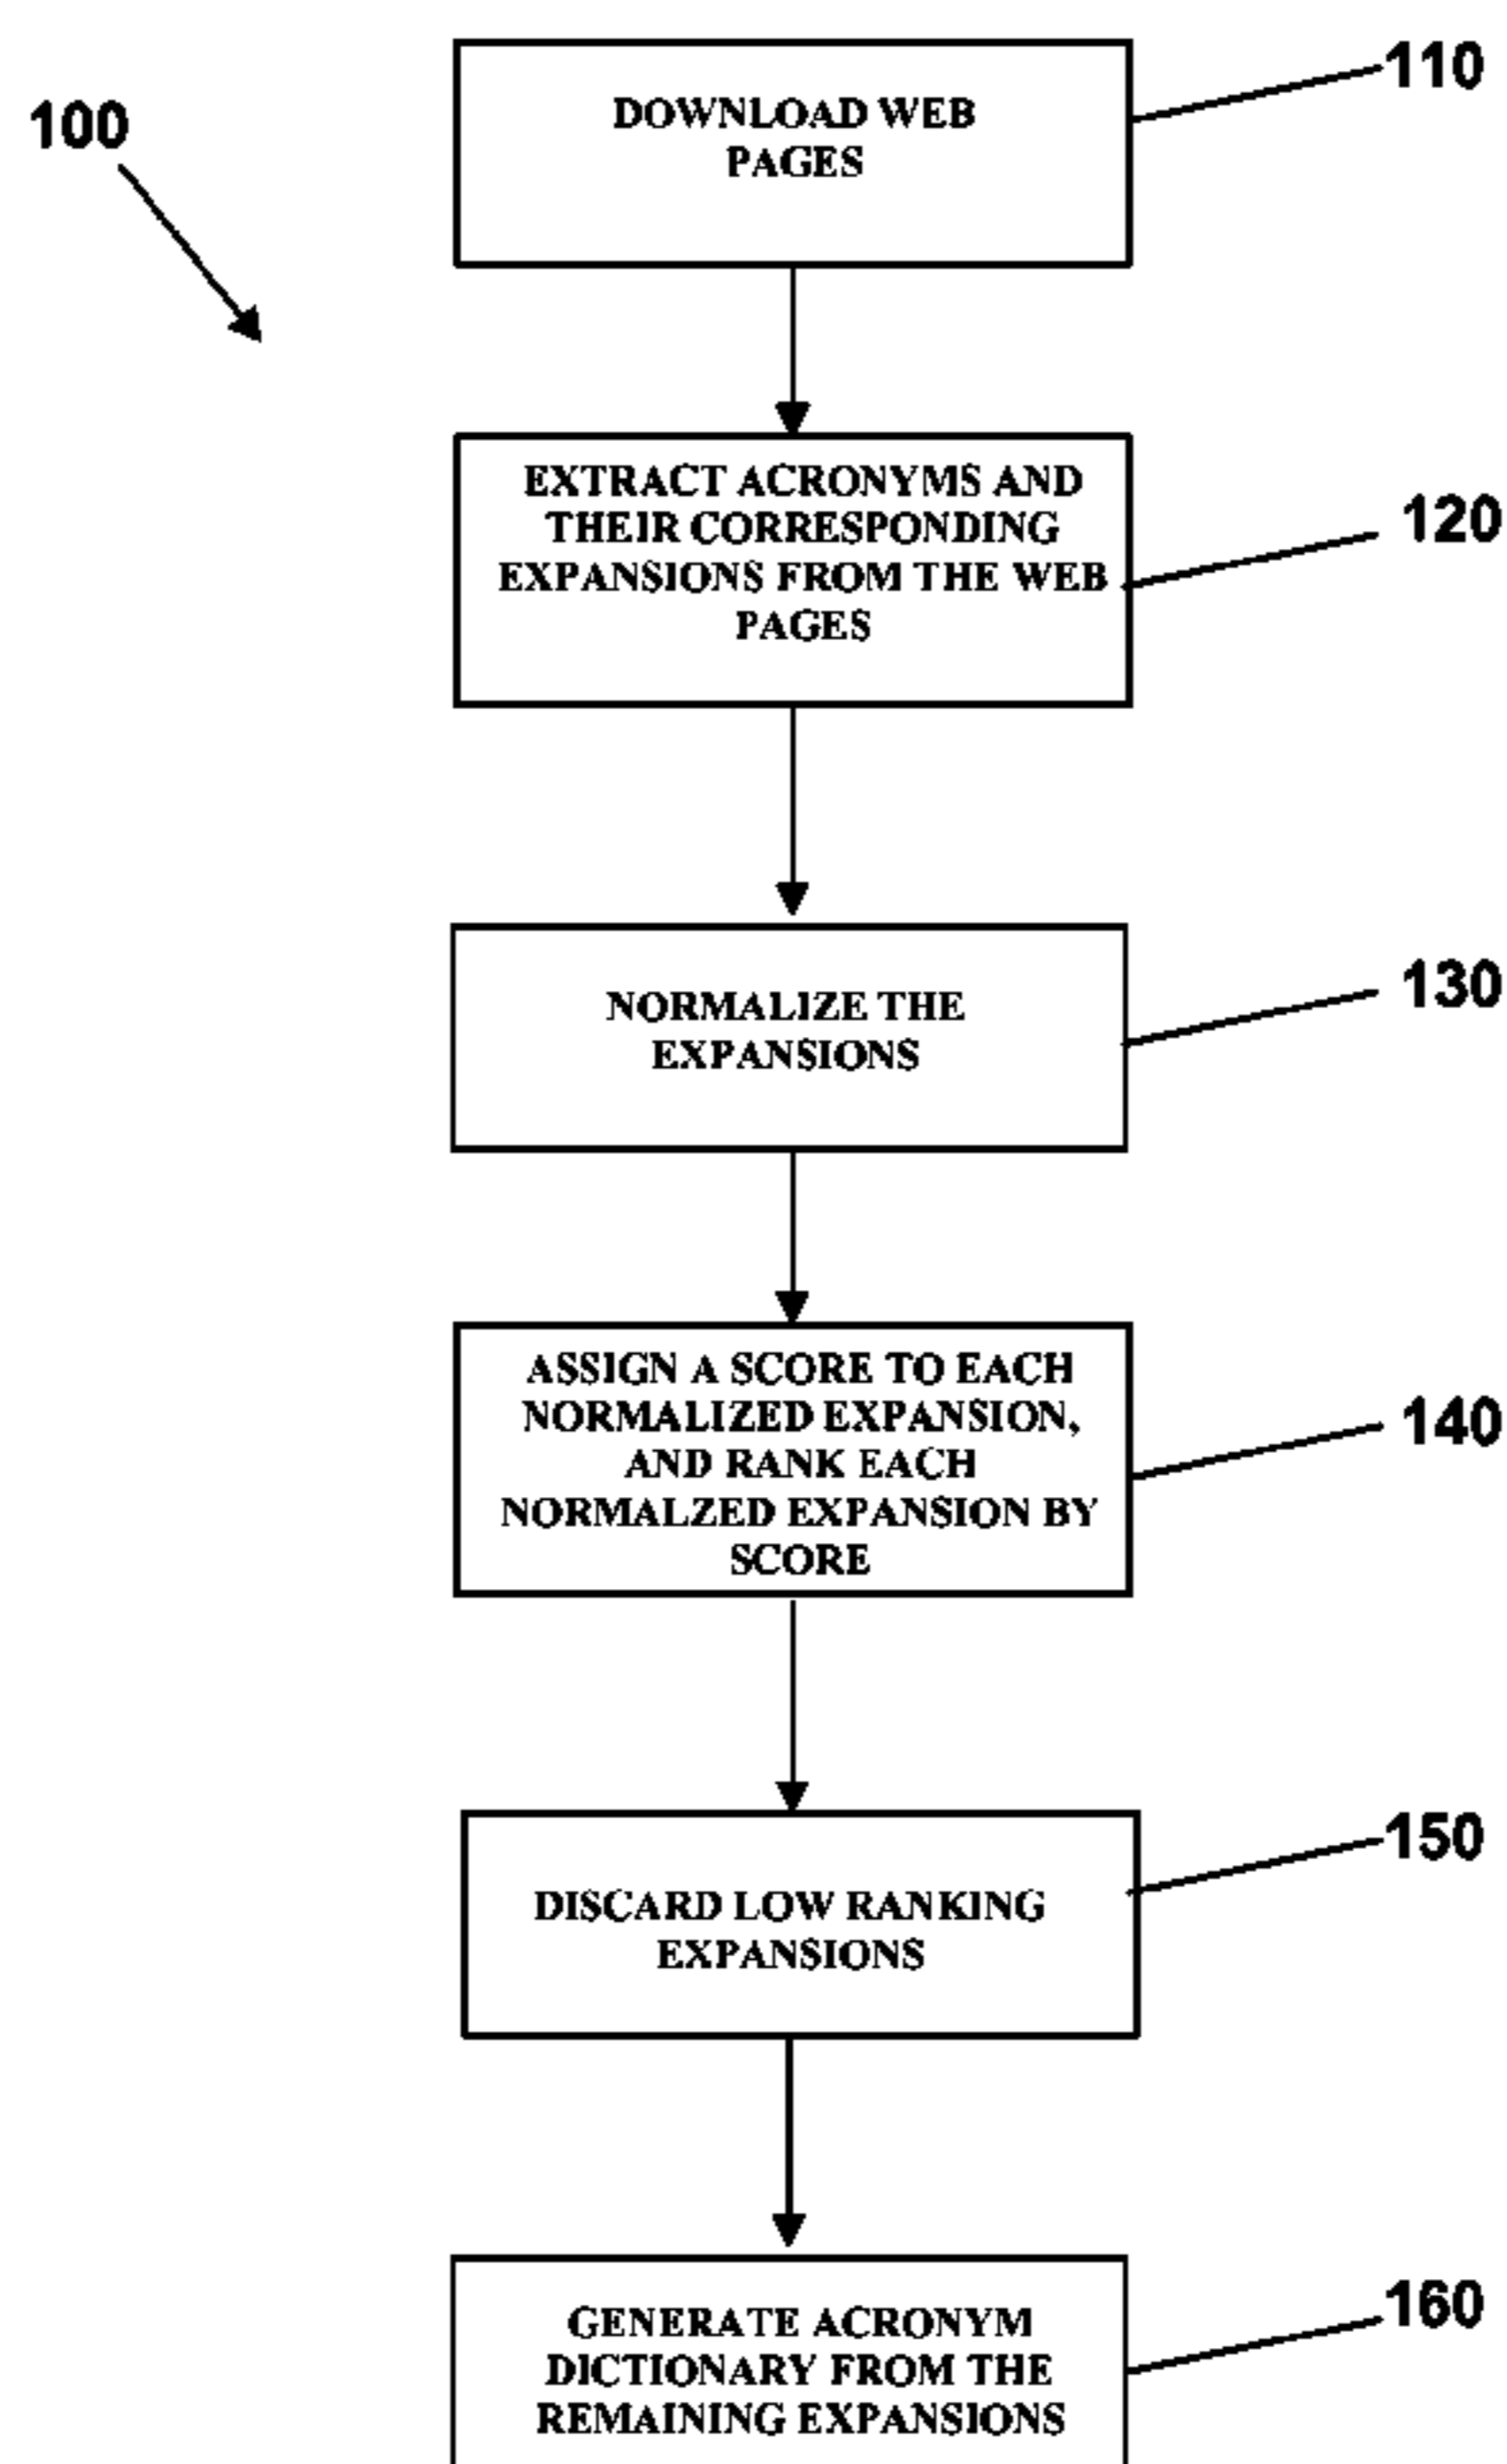 110
100
DOWNLOAD WEB
PAGES
EXTRACT ACRONYMS AND
THEIR CORRESPONDING
EXPANSIONS FROM THE WEB
PAGES
120
NORMALIZE THE
EXPANSIONS
130
ASSIGN A SCORE TO EACH
NORMALIZED EXPANSION,
AND RANK EACH
NORMALZED EXPANSION BY
SCORE
140
DISCARD LOW RANKING
EXPANSIONS
150
GENERATE ACRONYM
DICTIONARY FROM THE
REMAINING EXPANSIONS
160